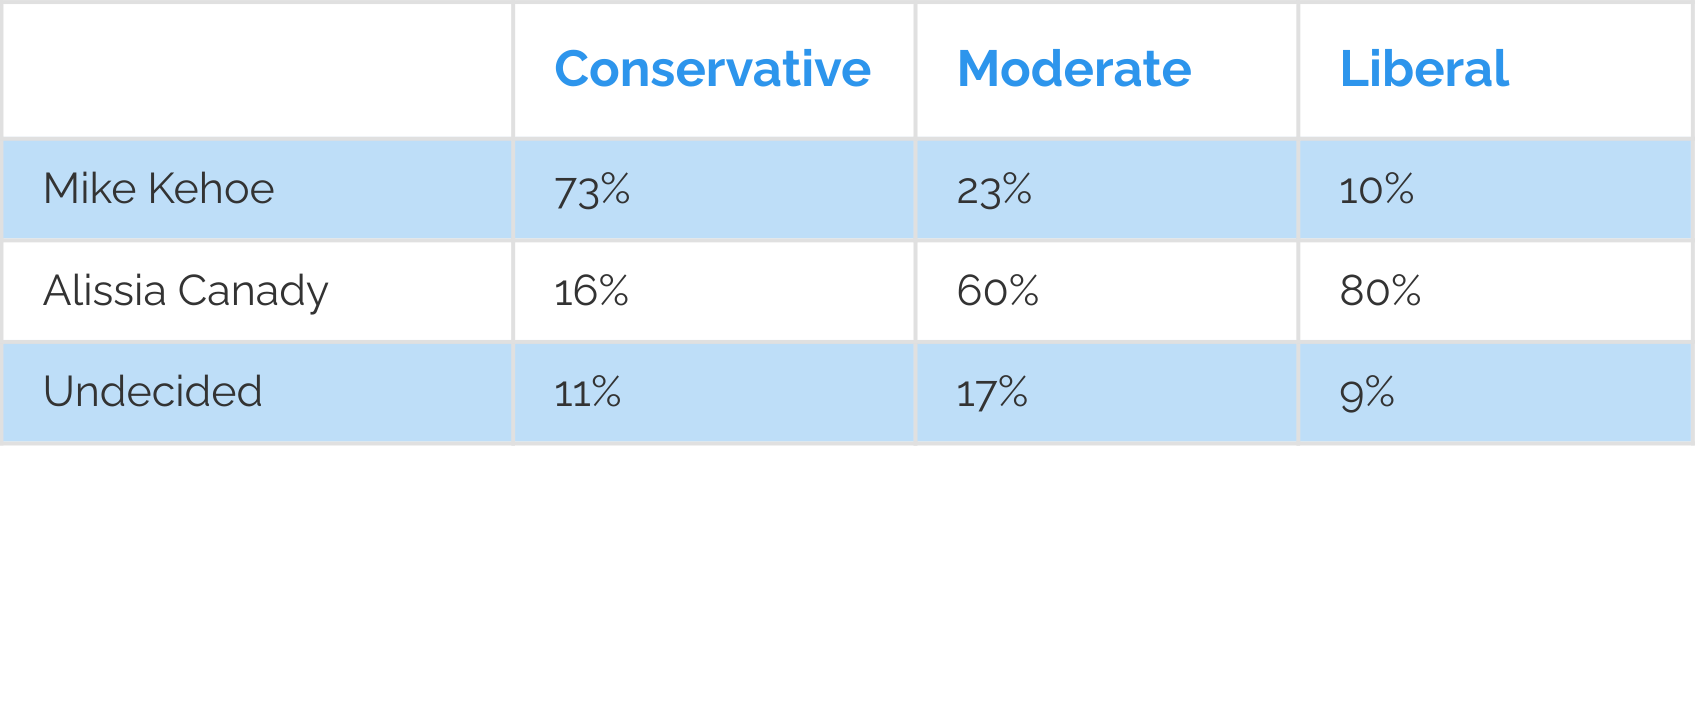 Conservative Moderate Liberal
Mike Kehoe 73% 23% 10%
Alissia Canady 16% 60% 80%
Undecided 11% 17% 9%